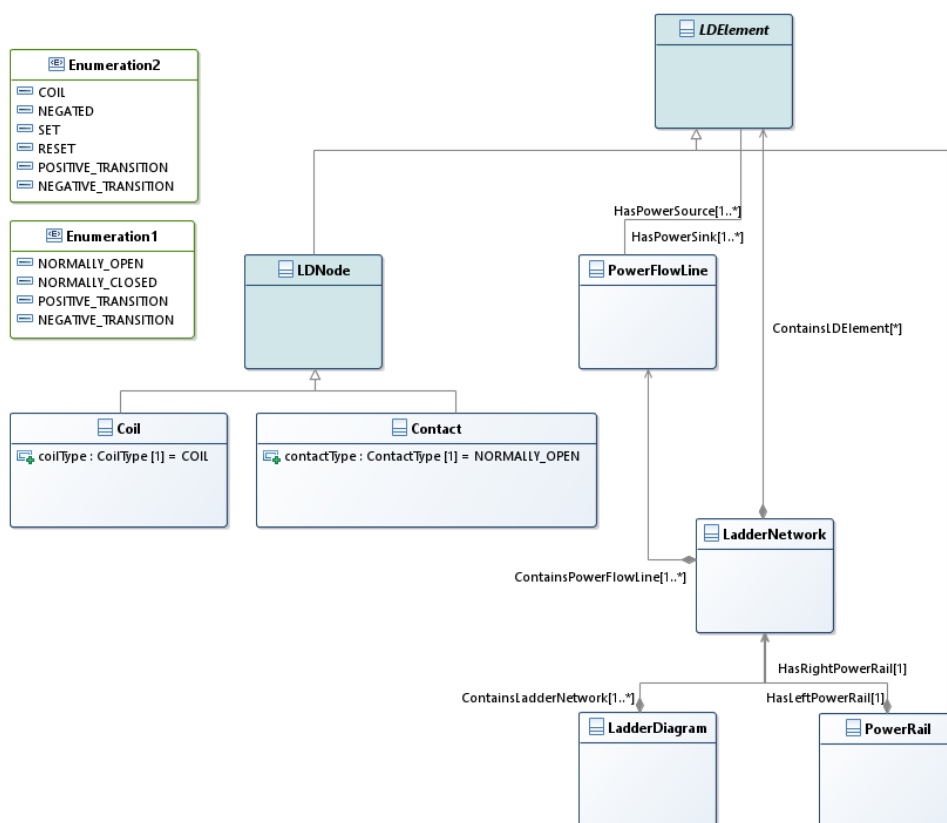 LDElement
Enumeration2
COIL
NEGATED
SET
RESET
POSITIVE_TRANSITION
NEGATIVE_TRANSITION
Enumeration1
NORMALLY_OPEN
NORMALLY_CLOSED
POSITIVE_TRANSITION
NEGATIVE_TRANSITION
HasPowerSource[1..*]
HasPowerSink[1..*]
LDNode
PowerFlowLine
ContainsLDElement[*]
Coil
coilType : CoilType [1] = COIL
Contact
contactType : ContactType [1] = NORMALLY_OPEN
LadderNetwork
ContainsPowerFlowLine[1..*]
HasRightPowerRail[1]
ContainsLadderNetwork[1..*]
HasLeftPowerRail[1]
LadderDiagram
PowerRail